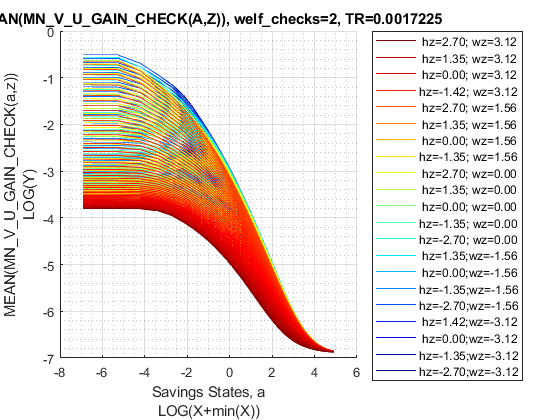 AN(MN_V_U_GAIN_CHECK(A,Z)), welf_checks=2, TR=0.0017225
0
-1
-2
-3
-4
-5
-6
-7
MEAN(MN_V_U_GAIN_CHECK(a,z))
LOG(Y)
-8
-6
-4
-2
0
2
4
6
Savings States, a
LOG(X+min(X))
hz=2.70; wz=3.12
hz=1.35; wz=3.12
hz=0.00; wz=3.12
hz=-1.42; wz=3.12
hz=2.70; wz=1.56
hz=1.35; wz=1.56
hz=0.00; wz=1.56
hz=-1.35; wz=1.56
hz=2.70; wz=0.00
hz=1.35; wz=0.00
hz=0.00; wz=0.00
hz=-1.35; wz=0.00
hz=-2.70; wz=0.00
hz=1.35;wz=-1.56
hz=0.00;wz=-1.56
hz=-1.35;wz=-1.56
hz=-2.70;wz=-1.56
hz=1.42;wz=-3.12
hz=0.00;wz=-3.12
hz=-1.35;wz=-3.12
hz=-2.70;wz=-3.12